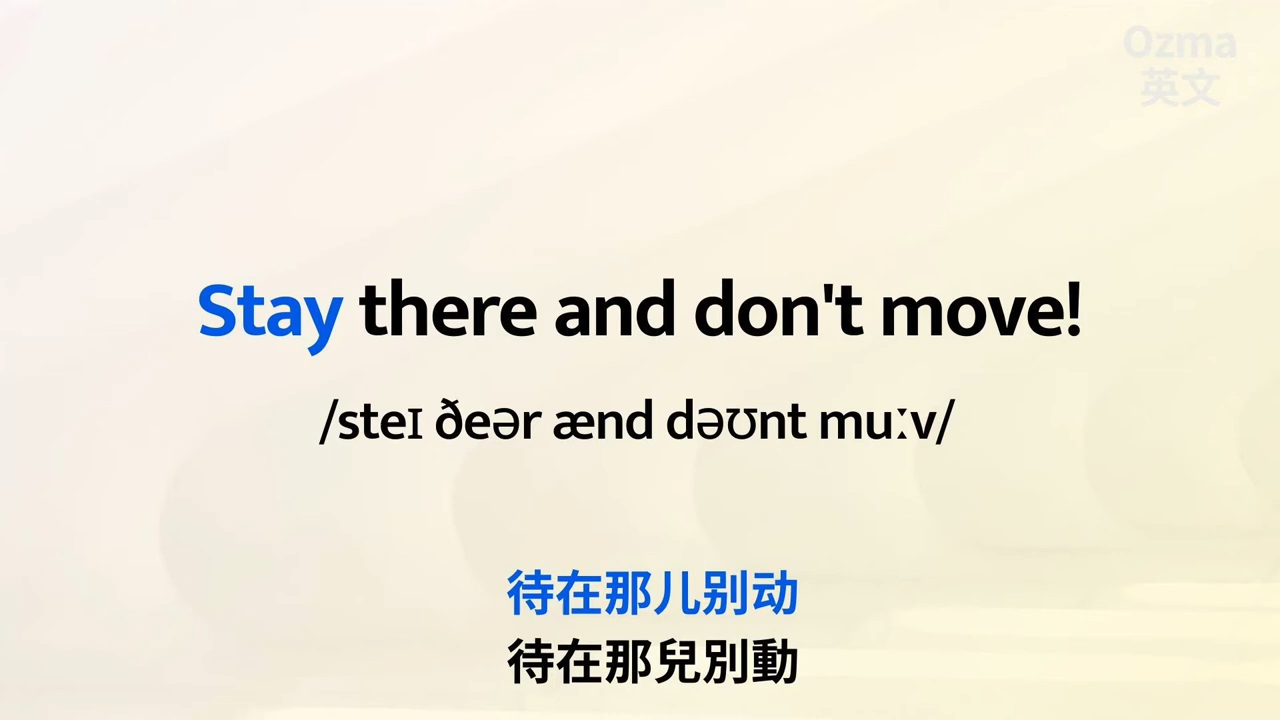 Ozma
英文
Stay there and don't move!
/steɪ ðeər ænd dəʊnt muːv/
待在那儿别动
待在那兒別動